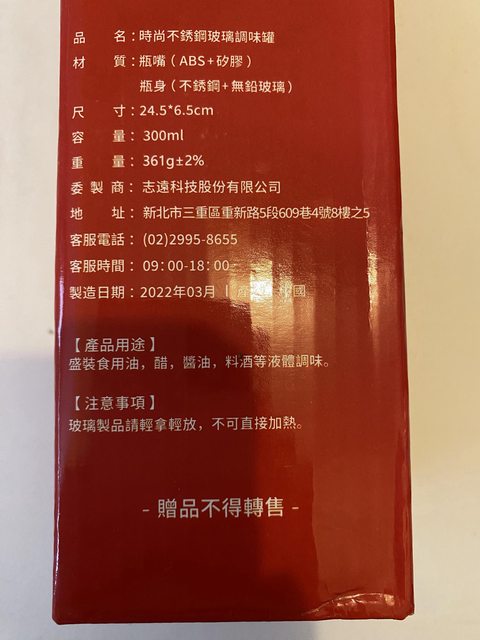 品　　名：時尚不銹鋼玻璃調味罐
材　　質：瓶嘴（ABS+矽膠）
瓶身（不銹鋼+無鉛玻璃）
尺　　寸：24.5*6.5cm
容　　量：300ml
重　　量：361g±2%
委 製 商：志遠科技股份有限公司
地　　址：新北市三重區重新路5段609巷4號8樓之5
客服電話：(02)2995-8655
客服時間：09:00-18:00
製造日期：2022年03月 | 產 國
【產品用途】
盛裝食用油，醋，醬油，料酒等液體調味。
【注意事項】
玻璃製品請輕拿輕放，不可直接加熱。
- 贈品不得轉售 -